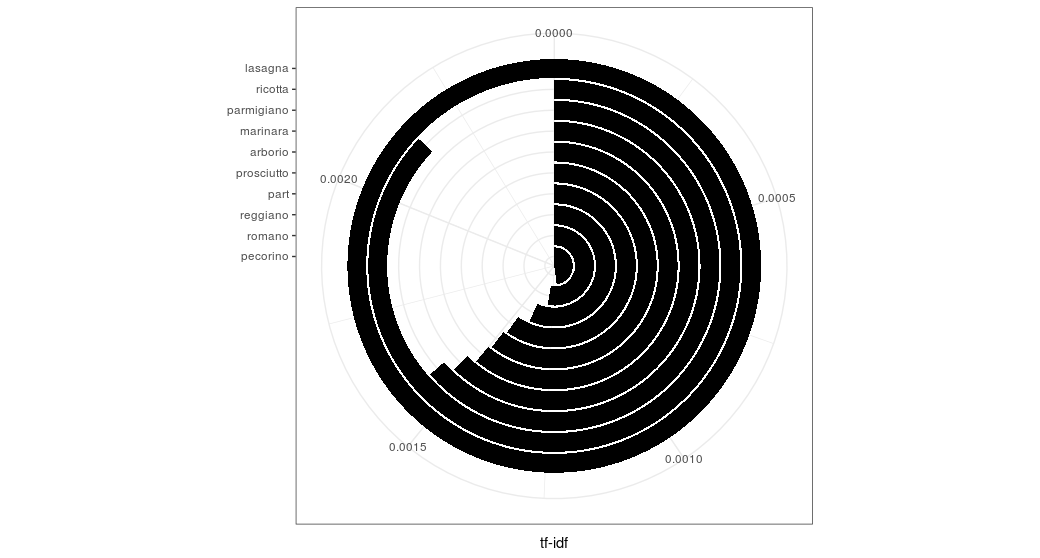 0.0000
lasagna
ricotta
parmigiano
marinara
arborio
prosciutto
0.0020
part
0.0005
reggiano
romano
pecorino
0.0015
0.0010
tf-idf